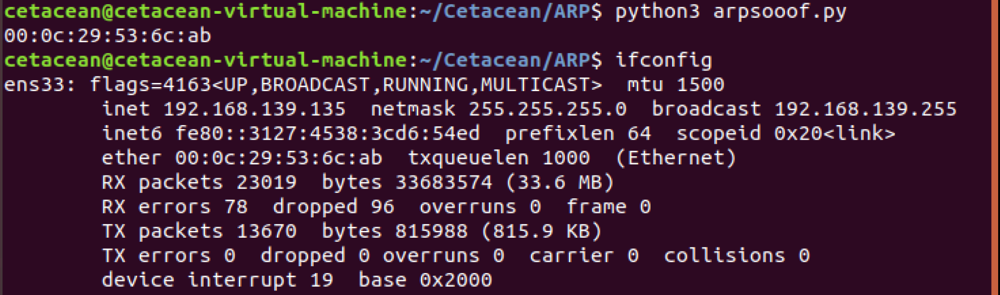 cetacean@cetacean-virtual-machine:~/Cetacean/ARP$ python3 arpsooof.py
00:0c:29:53:6c:ab
cetacean@cetacean-virtual-machine:~/Cetacean/ARP$ ifconfig
ens33: flags=4163<UP,BROADCAST,RUNNING,MULTICAST>  mtu 1500
        inet 192.168.139.135  netmask 255.255.255.0  broadcast 192.168.139.255
        inet6 fe80::3127:4538:3cd6:54ed  prefixlen 64  scopeid 0x20<link>
        ether 00:0c:29:53:6c:ab  txqueuelen 1000  (Ethernet)
        RX packets 23019  bytes 33683574 (33.6 MB)
        RX errors 78  dropped 96  overruns 0  frame 0
        TX packets 13670  bytes 815988 (815.9 KB)
        TX errors 0  dropped 0 overruns 0  carrier 0  collisions 0
        device interrupt 19  base 0x2000